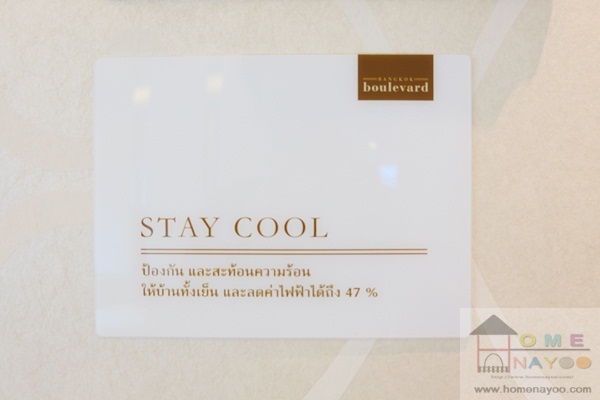 BANGKOK
boulevard
STAY COOL
ป้องกัน และสะท้อนความร้อน
ให้บ้านทั้งเย็น และลดค่าไฟฟ้าได้ถึง 47 %
HOME
NAYOO
www.homenayoo.com